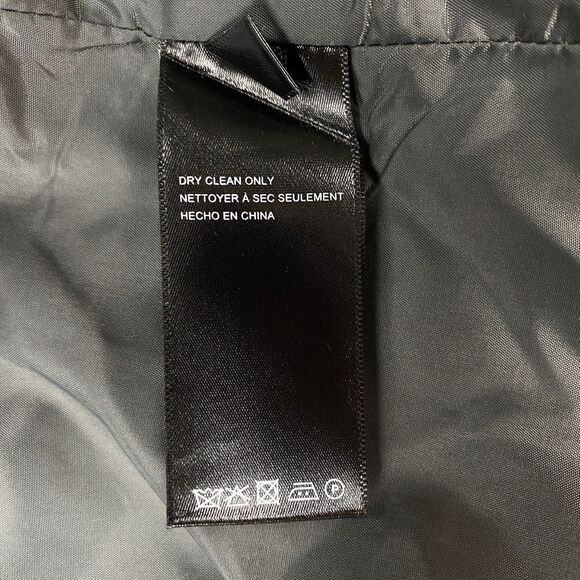 DRY CLEAN ONLY
NETTOYER À SEC SEULEMENT
HECHO EN CHINA
P